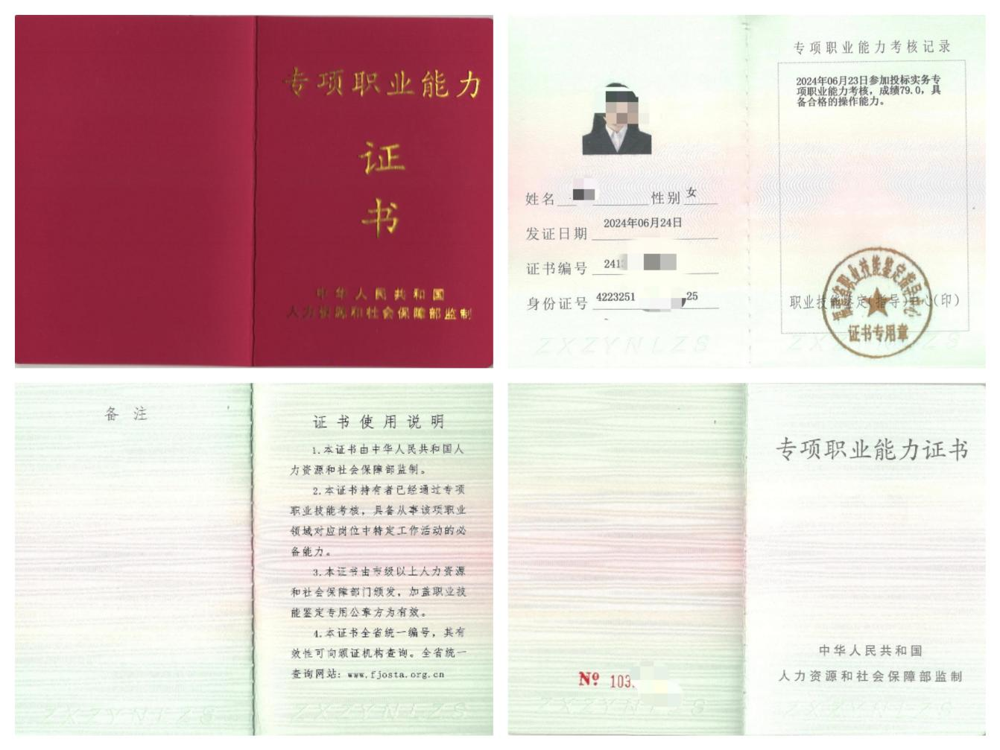 专项职业能力
证
书
中华人民共和国
人力资源和社会保障部监制
姓名
性别 女
发证日期 2024年06月24日
证书编号 241
身份证号 4223251 25
专项职业能力考核记录
2024年06月23日参加投标实务专
项职业能力考核，成绩79.0，具
备合格的操作能力。
职业技能鉴定(指导)中心(印)
职业技能鉴定指导中心
证书专用章
ZXZYNLZS
ZXZYNLZS
备注
ZXZYNLZS
证书使用说明
1.本证书由中华人民共和国人
力资源和社会保障部监制。
2.本证书持有者已经通过专项
职业技能考核，具备从事该项职业
领域对应岗位中特定工作活动的必
备能力。
3.本证书由市级以上人力资源
和社会保障部门颁发，加盖职业技
能鉴定专用公章方为有效。
4.本证书全省统一编号，其有
效性可向颁证机构查询。全省统一
查询网站：www.fjosta.org.cn
ZXZYNLZS
№ 103
ZXZYNLZS
专项职业能力证书
中华人民共和国
人力资源和社会保障部监制
ZXZYNLZS